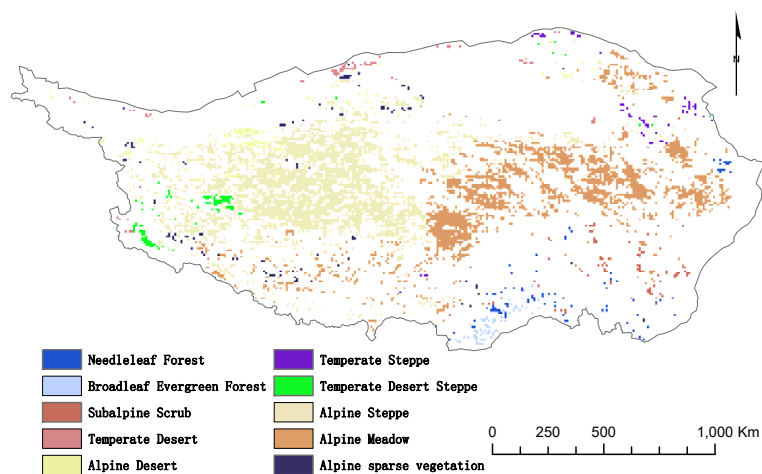 N
Needleleaf Forest
Broadleaf Evergreen Forest
Subalpine Scrub
Temperate Desert
Alpine Desert
Temperate Steppe
Temperate Desert Steppe
Alpine Steppe
Alpine Meadow
Alpine sparse vegetation
0 250 500 1,000 Km